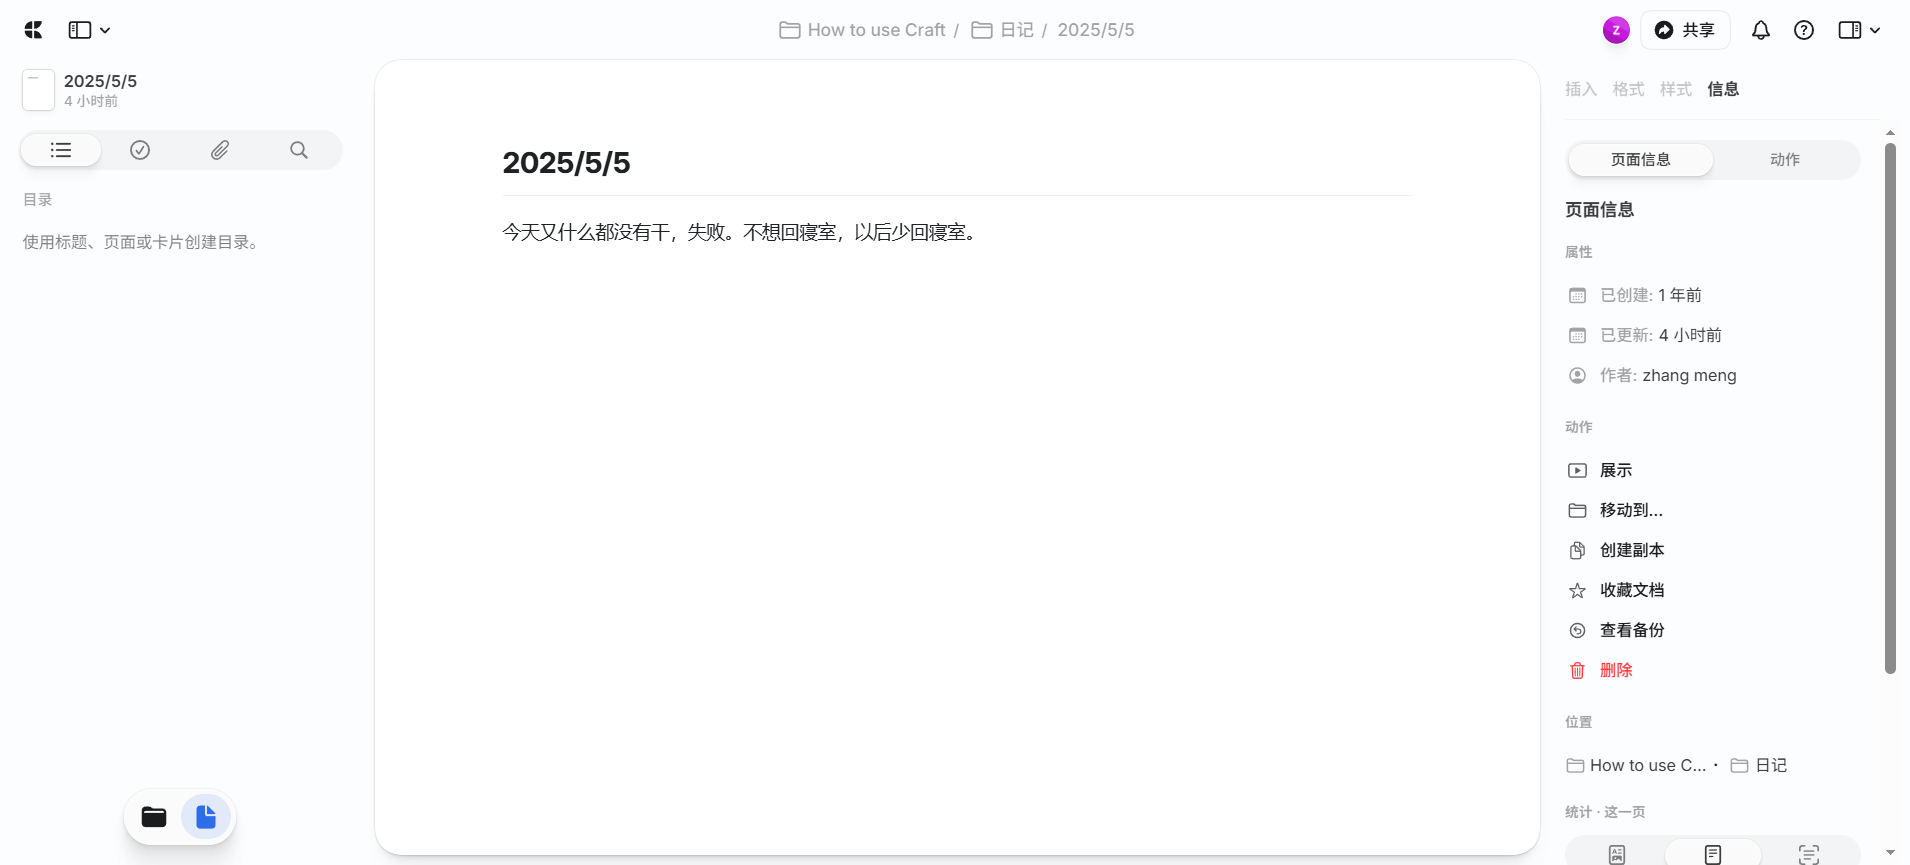 How to use Craft / 日记 / 2025/5/5
Z
共享
2025/5/5
4 小时前
目录
使用标题、页面或卡片创建目录。
2025/5/5
今天又什么都没有干，失败。不想回寝室，以后少回寝室。
插入 格式 样式 信息
页面信息 动作
页面信息
属性
已创建: 1 年前
已更新: 4 小时前
作者: zhang meng
动作
展示
移动到...
创建副本
收藏文档
查看备份
删除
位置
How to use C... · 日记
统计 · 这一页